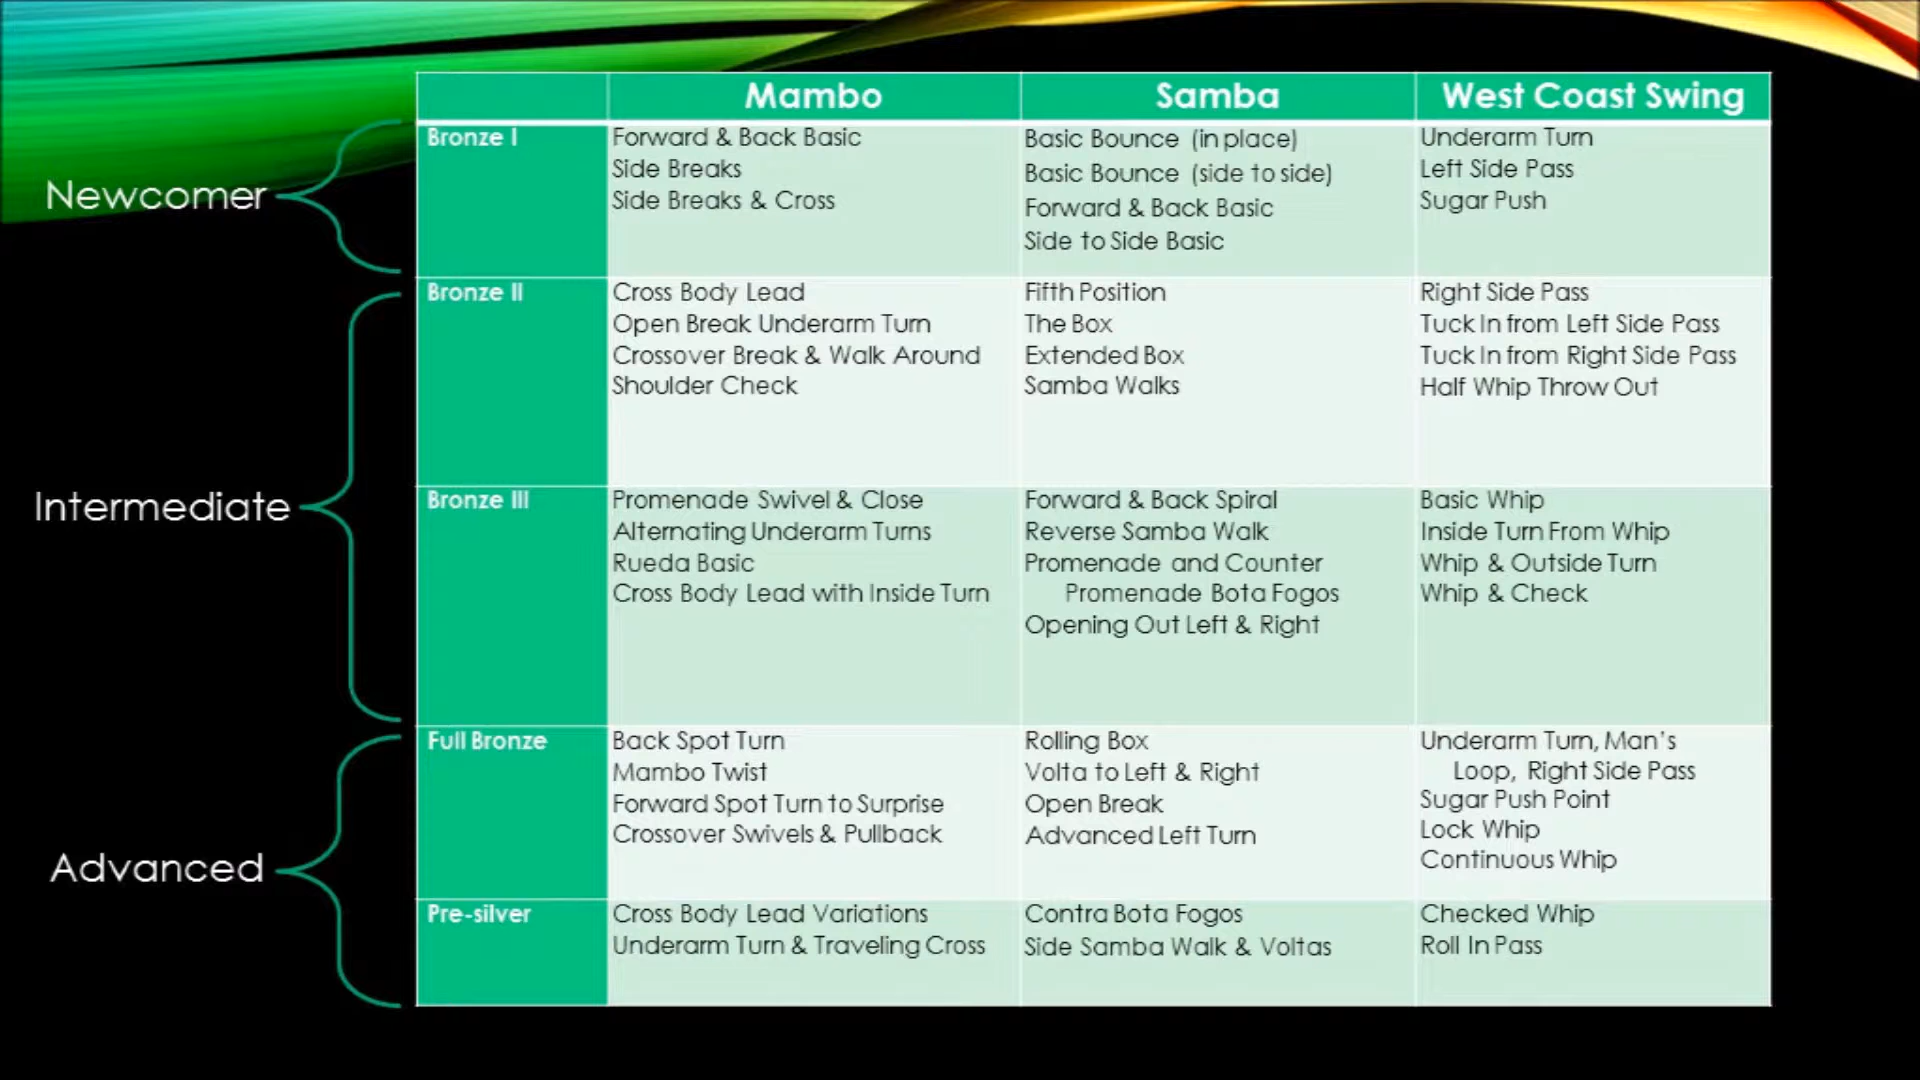 Mambo
Samba
West Coast Swing
Newcomer
Bronze I
Forward & Back Basic
Side Breaks
Side Breaks & Cross
Basic Bounce (in place)
Basic Bounce (side to side)
Forward & Back Basic
Side to Side Basic
Underarm Turn
Left Side Pass
Sugar Push
Intermediate
Bronze II
Cross Body Lead
Open Break Underarm Turn
Crossover Break & Walk Around
Shoulder Check
Fifth Position
The Box
Extended Box
Samba Walks
Right Side Pass
Tuck In from Left Side Pass
Tuck In from Right Side Pass
Half Whip Throw Out
Bronze III
Promenade Swivel & Close
Alternating Underarm Turns
Rueda Basic
Cross Body Lead with Inside Turn
Forward & Back Spiral
Reverse Samba Walk
Promenade and Counter
Promenade Bota Fogos
Opening Out Left & Right
Basic Whip
Inside Turn From Whip
Whip & Outside Turn
Whip & Check
Advanced
Full Bronze
Back Spot Turn
Mambo Twist
Forward Spot Turn to Surprise
Crossover Swivels & Pullback
Rolling Box
Volta to Left & Right
Open Break
Advanced Left Turn
Underarm Turn, Man's
Loop, Right Side Pass
Sugar Push Point
Lock Whip
Continuous Whip
Pre-silver
Cross Body Lead Variations
Underarm Turn & Traveling Cross
Contra Bota Fogos
Side Samba Walk & Voltas
Checked Whip
Roll In Pass